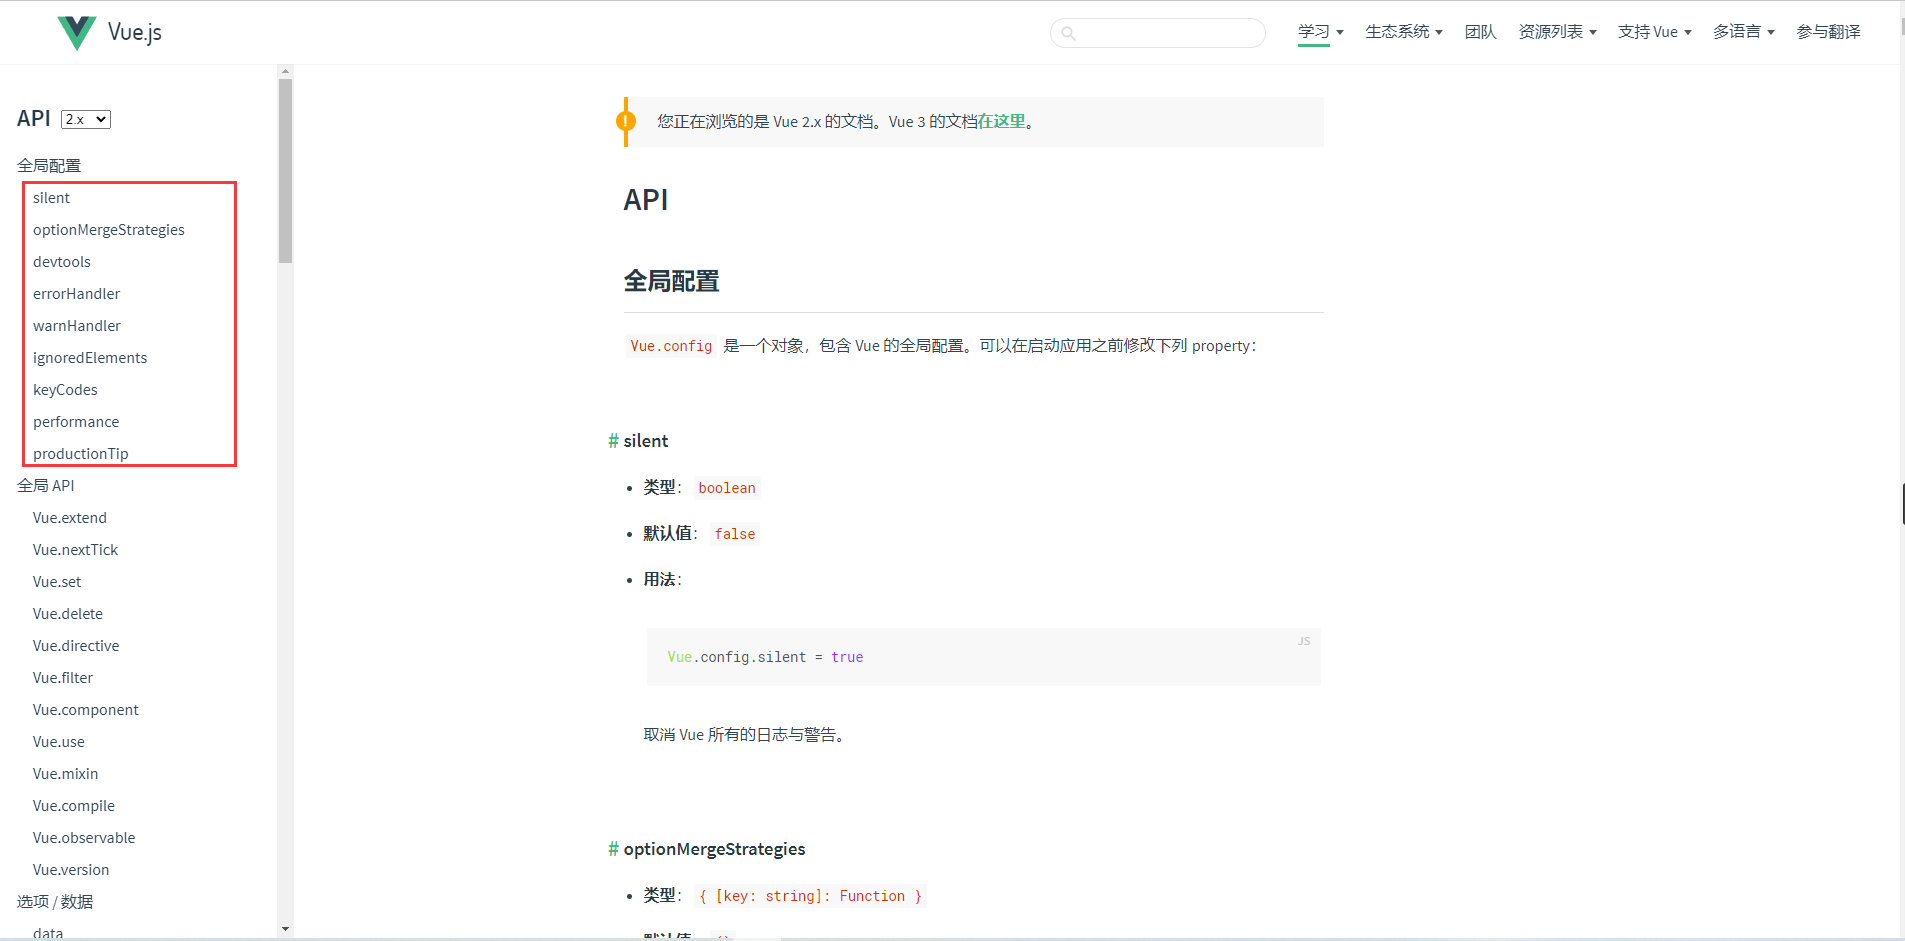 Vue.js
学习
生态系统
团队
资源列表
支持 Vue
多语言
参与翻译
API 2.x
全局配置
silent
optionMergeStrategies
devtools
errorHandler
warnHandler
ignoredElements
keyCodes
performance
productionTip
全局 API
Vue.extend
Vue.nextTick
Vue.set
Vue.delete
Vue.directive
Vue.filter
Vue.component
Vue.use
Vue.mixin
Vue.compile
Vue.observable
Vue.version
选项 / 数据
data
!
您正在浏览的是 Vue 2.x 的文档。Vue 3 的文档在这里。
API
全局配置
Vue.config 是一个对象，包含 Vue 的全局配置。可以在启动应用之前修改下列 property：
# silent
• 类型： boolean
• 默认值： false
• 用法：
JS
Vue.config.silent = true
取消 Vue 所有的日志与警告。
# optionMergeStrategies
• 类型： { [key: string]: Function }
• 默认值： {}